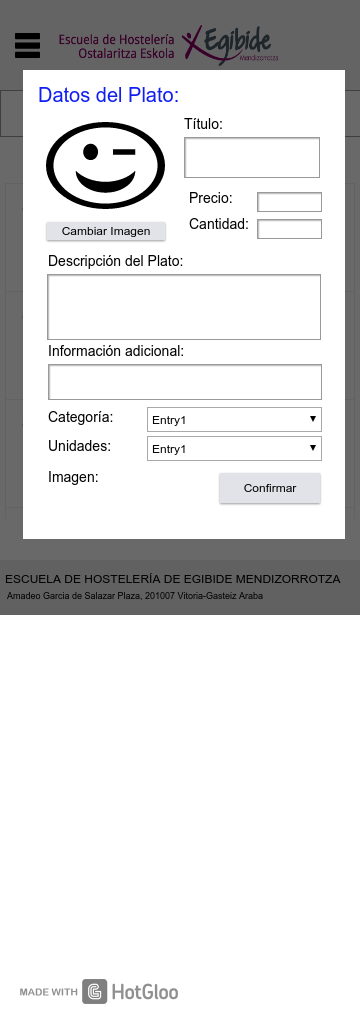 Escuela de Hostelería
Ostalaritza Eskola
Egibide
Mendizorrotza
Datos del Plato:
Título:
Precio:
Cantidad:
Cambiar Imagen
Descripción del Plato:
Información adicional:
Categoría:
Entry1
Unidades:
Entry1
Imagen:
Confirmar
ESCUELA DE HOSTELERÍA DE EGIBIDE MENDIZORROTZA
Amadeo Garcia de Salazar Plaza, 201007 Vitoria-Gasteiz Araba
MADE WITH HotGloo